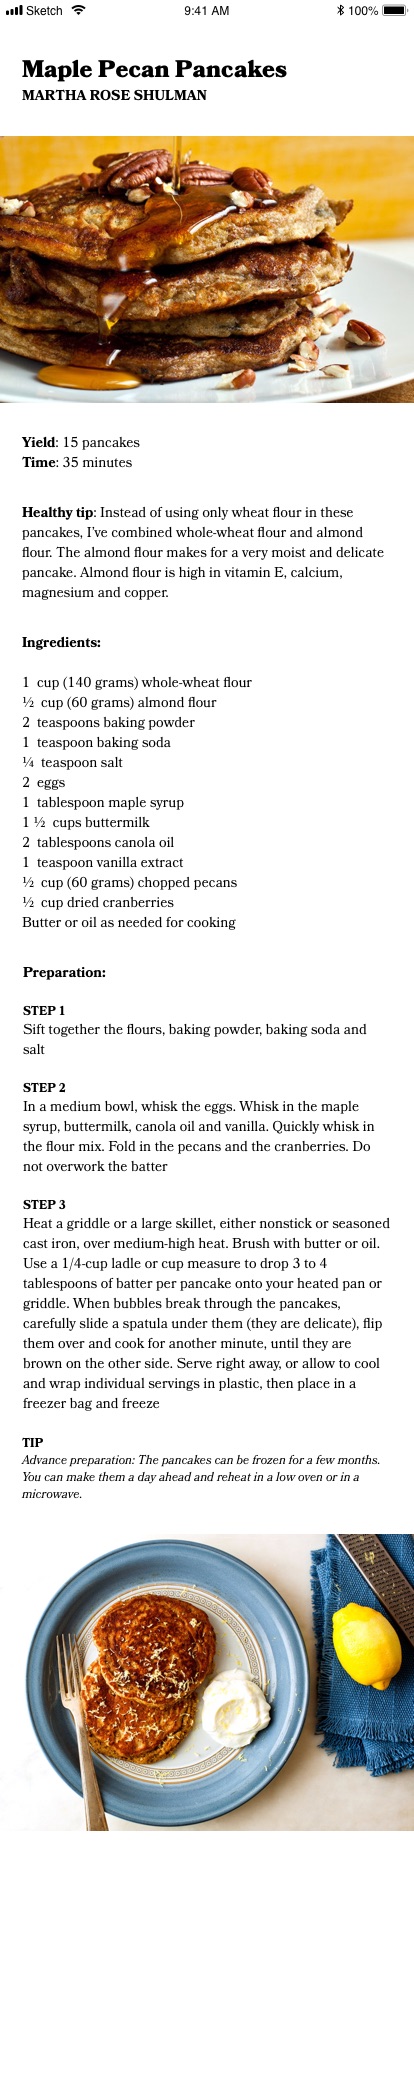 Sketch 9:41 AM 100%
Maple Pecan Pancakes
MARTHA ROSE SHULMAN
Yield: 15 pancakes
Time: 35 minutes
Healthy tip: Instead of using only wheat flour in these
pancakes, I've combined whole-wheat flour and almond
flour. The almond flour makes for a very moist and delicate
pancake. Almond flour is high in vitamin E, calcium,
magnesium and copper.
Ingredients:
1 cup (140 grams) whole-wheat flour
½ cup (60 grams) almond flour
2 teaspoons baking powder
1 teaspoon baking soda
¼ teaspoon salt
2 eggs
1 tablespoon maple syrup
1 ½ cups buttermilk
2 tablespoons canola oil
1 teaspoon vanilla extract
½ cup (60 grams) chopped pecans
½ cup dried cranberries
Butter or oil as needed for cooking
Preparation:
STEP 1
Sift together the flours, baking powder, baking soda and
salt
STEP 2
In a medium bowl, whisk the eggs. Whisk in the maple
syrup, buttermilk, canola oil and vanilla. Quickly whisk in
the flour mix. Fold in the pecans and the cranberries. Do
not overwork the batter
STEP 3
Heat a griddle or a large skillet, either nonstick or seasoned
cast iron, over medium-high heat. Brush with butter or oil.
Use a 1/4-cup ladle or cup measure to drop 3 to 4
tablespoons of batter per pancake onto your heated pan or
griddle. When bubbles break through the pancakes,
carefully slide a spatula under them (they are delicate), flip
them over and cook for another minute, until they are
brown on the other side. Serve right away, or allow to cool
and wrap individual servings in plastic, then place in a
freezer bag and freeze
TIP
Advance preparation: The pancakes can be frozen for a few months.
You can make them a day ahead and reheat in a low oven or in a
microwave.